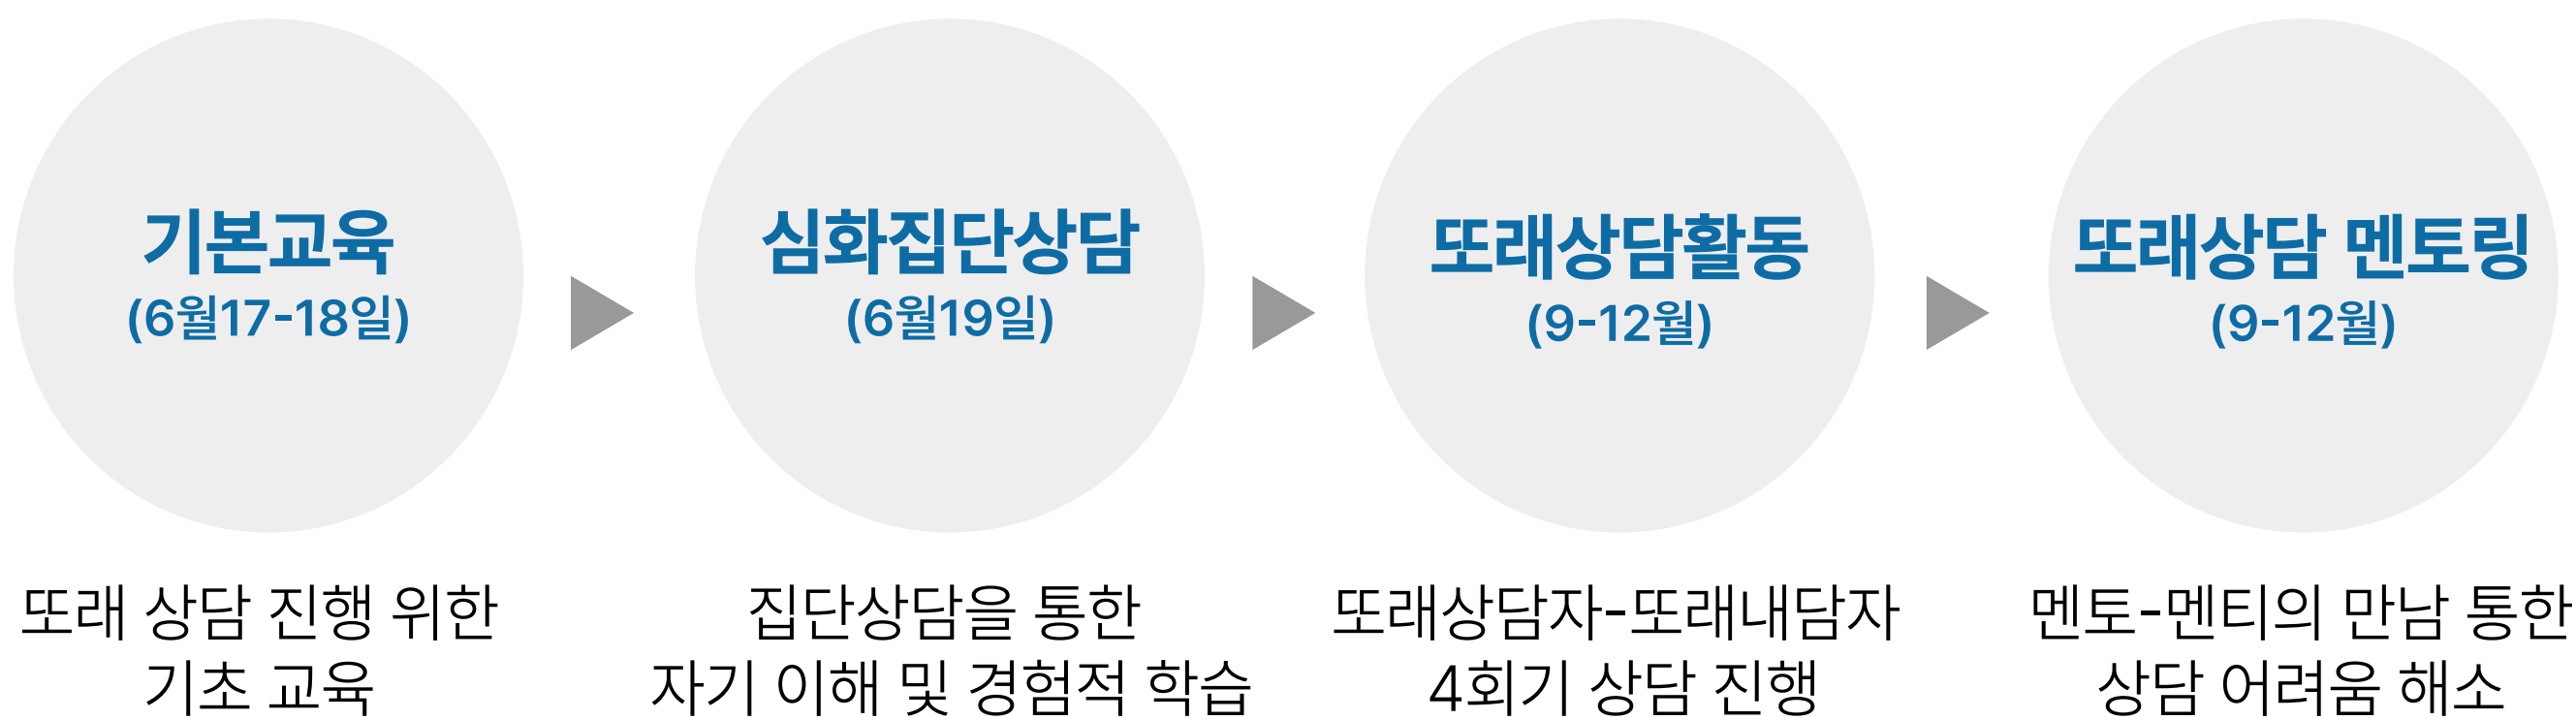 기본교육
(6월17-18일)
또래 상담 진행 위한
기초 교육
심화집단상담
(6월19일)
집단상담을 통한
자기 이해 및 경험적 학습
또래상담활동
(9-12월)
또래상담자-또래내담자
4회기 상담 진행
또래상담 멘토링
(9-12월)
멘토-멘티의 만남 통한
상담 어려움 해소